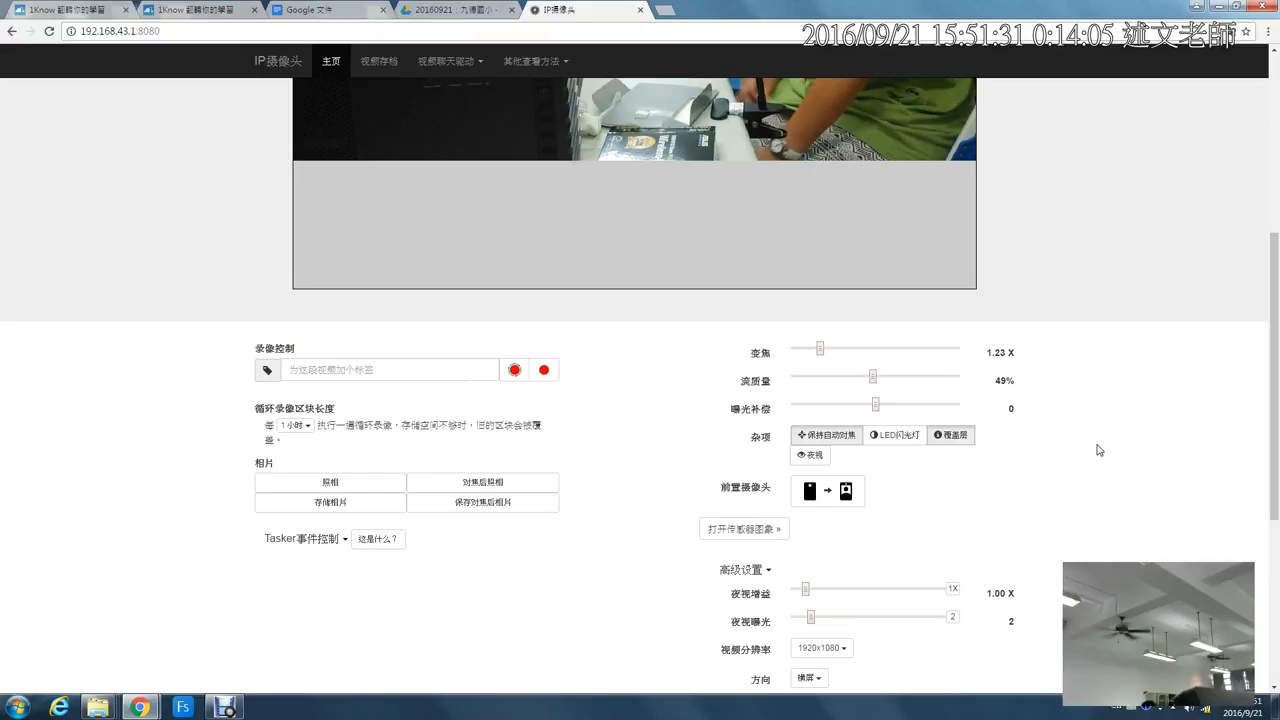 1Know 翻轉你的學習
1Know 翻轉你的學習
Google 文件
20160921：九德國小 -
IP摄像头
192.168.43.1:8080
2016/09/21 15:51:31 0:14:05 述文老師
IP摄像头
主页
视频存档
视频聊天驱动
其他查看方法
ASUS
Wireless
录像控制
为这段视频加个标签
循环录像区块长度
每 1 小时 执行一遍循环录像，存储空间不够时，旧的区块会被覆
盖。
相片
照相
对焦后照相
存储相片
保存对焦后相片
Tasker事件控制
这是什么？
变焦
1.23 X
流质量
49%
曝光补偿
0
杂项
保持自动对焦
LED闪光灯
覆盖层
夜视
前置摄像头
打开传感器图象 »
高级设置
夜视增益
1X
1.00 X
夜视曝光
2
2
视频分辨率
1920x1080
方向
横屏
Fs
2016/9/21